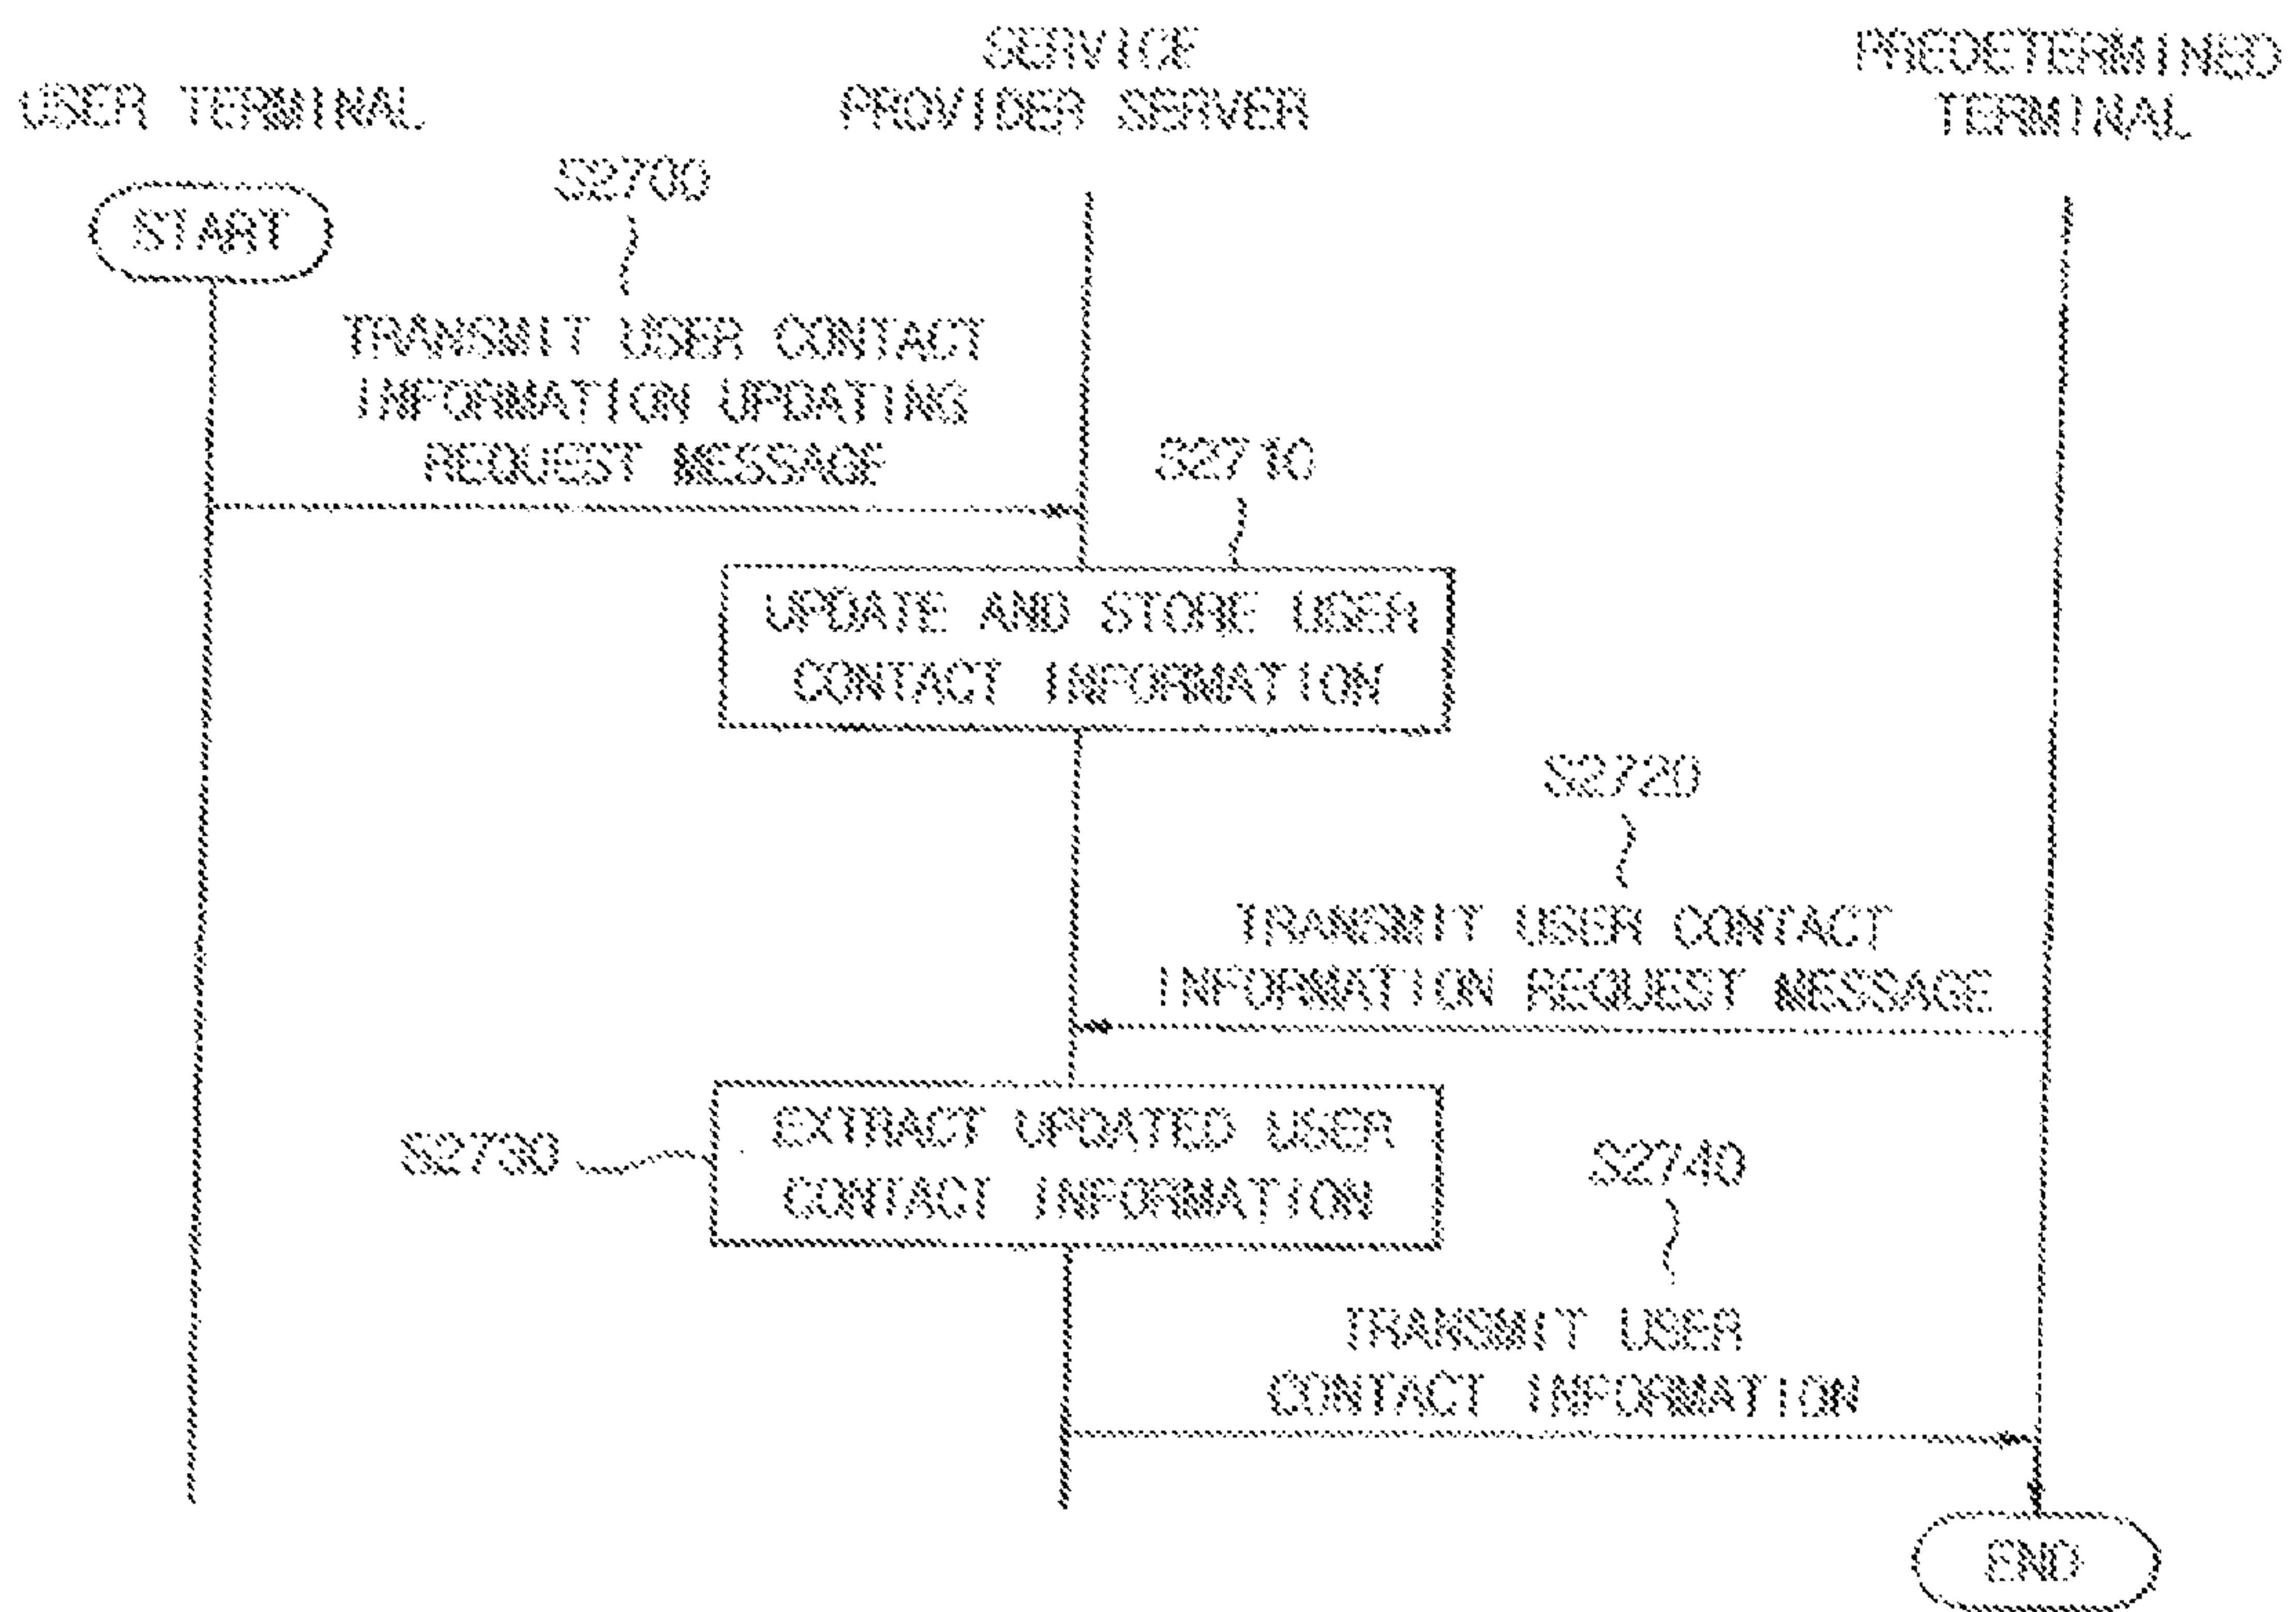 USER TERMINAL
SERVICE
PROVIDER SERVER
PREDETERMINED
TERMINAL
START
S2700
TRANSMIT USER CONTACT
INFORMATION UPDATING
REQUEST MESSAGE
S2710
UPDATE AND STORE USER
CONTACT INFORMATION
S2720
TRANSMIT USER CONTACT
INFORMATION REQUEST MESSAGE
S2730
EXTRACT UPDATED USER
CONTACT INFORMATION
S2740
TRANSMIT USER
CONTACT INFORMATION
END